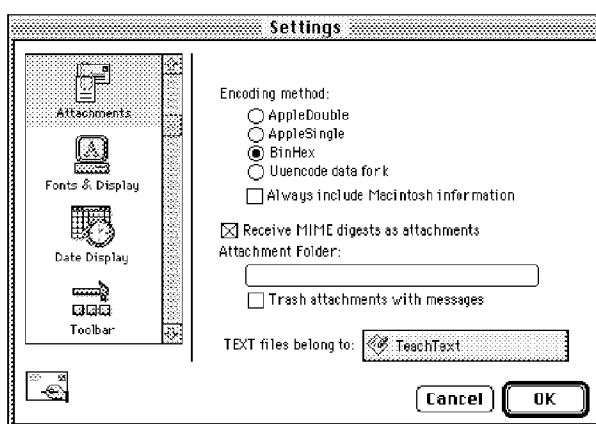 Settings
Attachments
Fonts & Display
Date Display
Toolbar
Encoding method:
AppleDouble
AppleSingle
BinHex
Uuencode data fork
Always include Macintosh information
Receive MIME digests as attachments
Attachment Folder:
Trash attachments with messages
TEXT files belong to: TeachText
Cancel OK